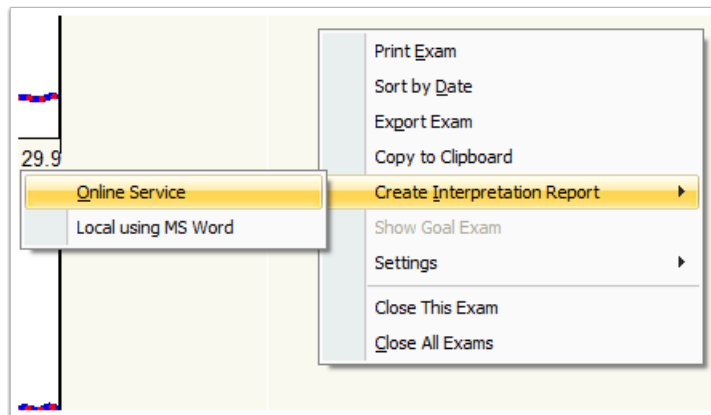 Print Exam
Sort by Date
Export Exam
Copy to Clipboard
29.9
Online Service
Create Interpretation Report
Local using MS Word
Show Goal Exam
Settings
Close This Exam
Close All Exams